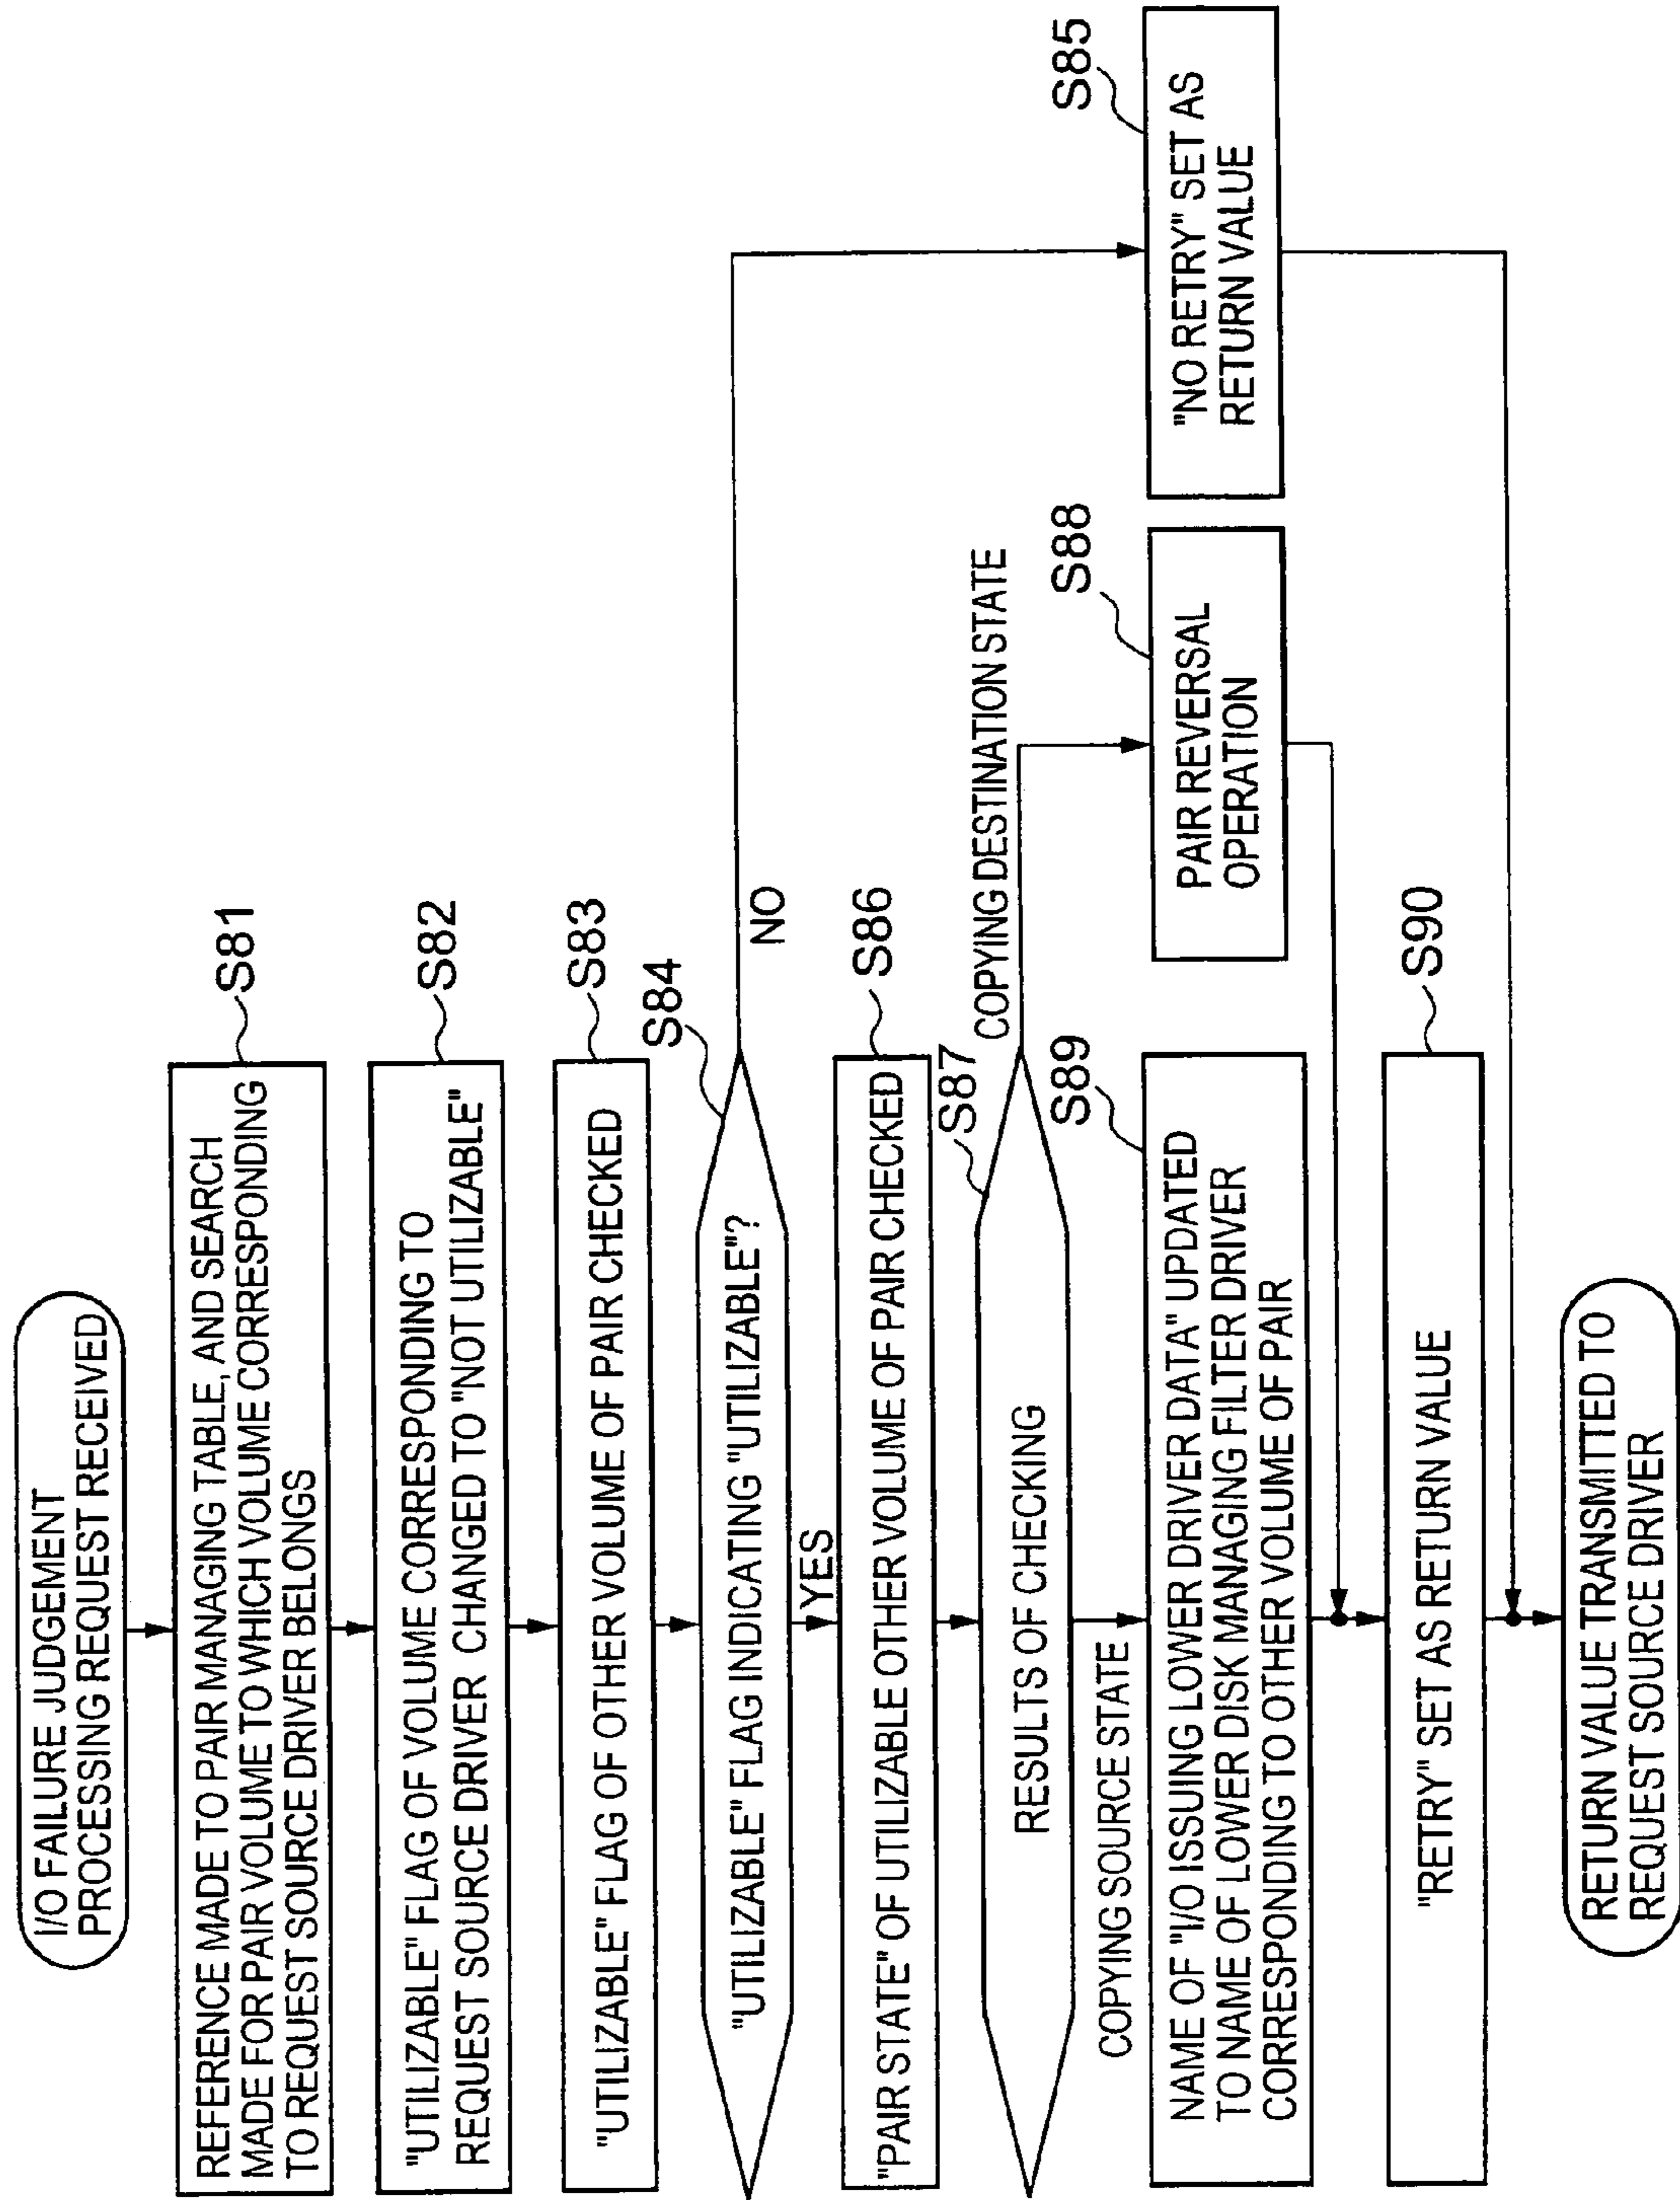 I/O FAILURE JUDGEMENT
PROCESSING REQUEST RECEIVED
S81
REFERENCE MADE TO PAIR MANAGING TABLE, AND SEARCH
MADE FOR PAIR VOLUME TO WHICH VOLUME CORRESPONDING
TO REQUEST SOURCE DRIVER BELONGS
S82
"UTILIZABLE" FLAG OF VOLUME CORRESPONDING TO
REQUEST SOURCE DRIVER CHANGED TO "NOT UTILIZABLE"
S83
"UTILIZABLE" FLAG OF OTHER VOLUME OF PAIR CHECKED
S84
"UTILIZABLE" FLAG INDICATING "UTILIZABLE"?
NO
YES
S85
"NO RETRY" SET AS
RETURN VALUE
S86
"PAIR STATE" OF UTILIZABLE OTHER VOLUME OF PAIR CHECKED
S87
RESULTS OF CHECKING
COPYING DESTINATION STATE
COPYING SOURCE STATE
S88
PAIR REVERSAL
OPERATION
S89
NAME OF "I/O ISSUING LOWER DRIVER DATA" UPDATED
TO NAME OF LOWER DISK MANAGING FILTER DRIVER
CORRESPONDING TO OTHER VOLUME OF PAIR
S90
"RETRY" SET AS RETURN VALUE
RETURN VALUE TRANSMITTED TO
REQUEST SOURCE DRIVER